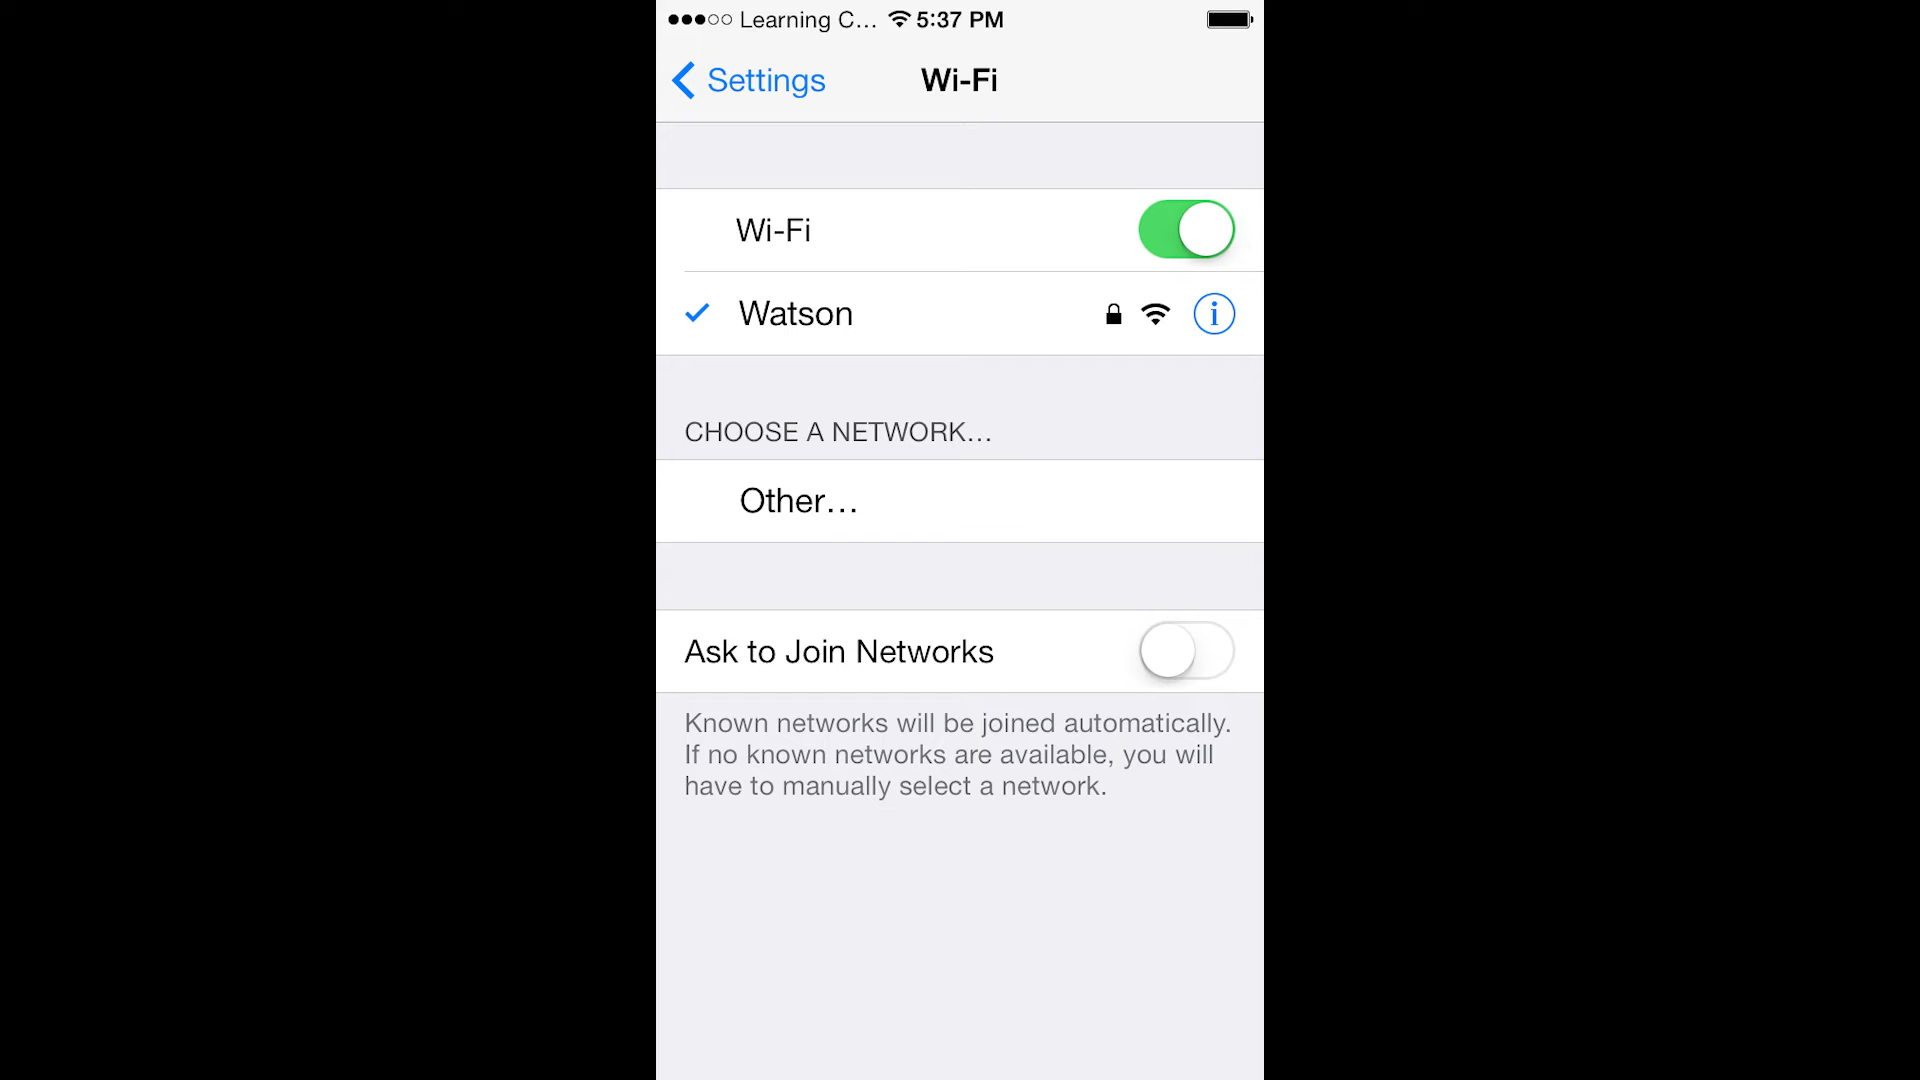 Learning C... 5:37 PM
Settings Wi-Fi
Wi-Fi
Watson
CHOOSE A NETWORK...
Other...
Ask to Join Networks
Known networks will be joined automatically.
If no known networks are available, you will
have to manually select a network.